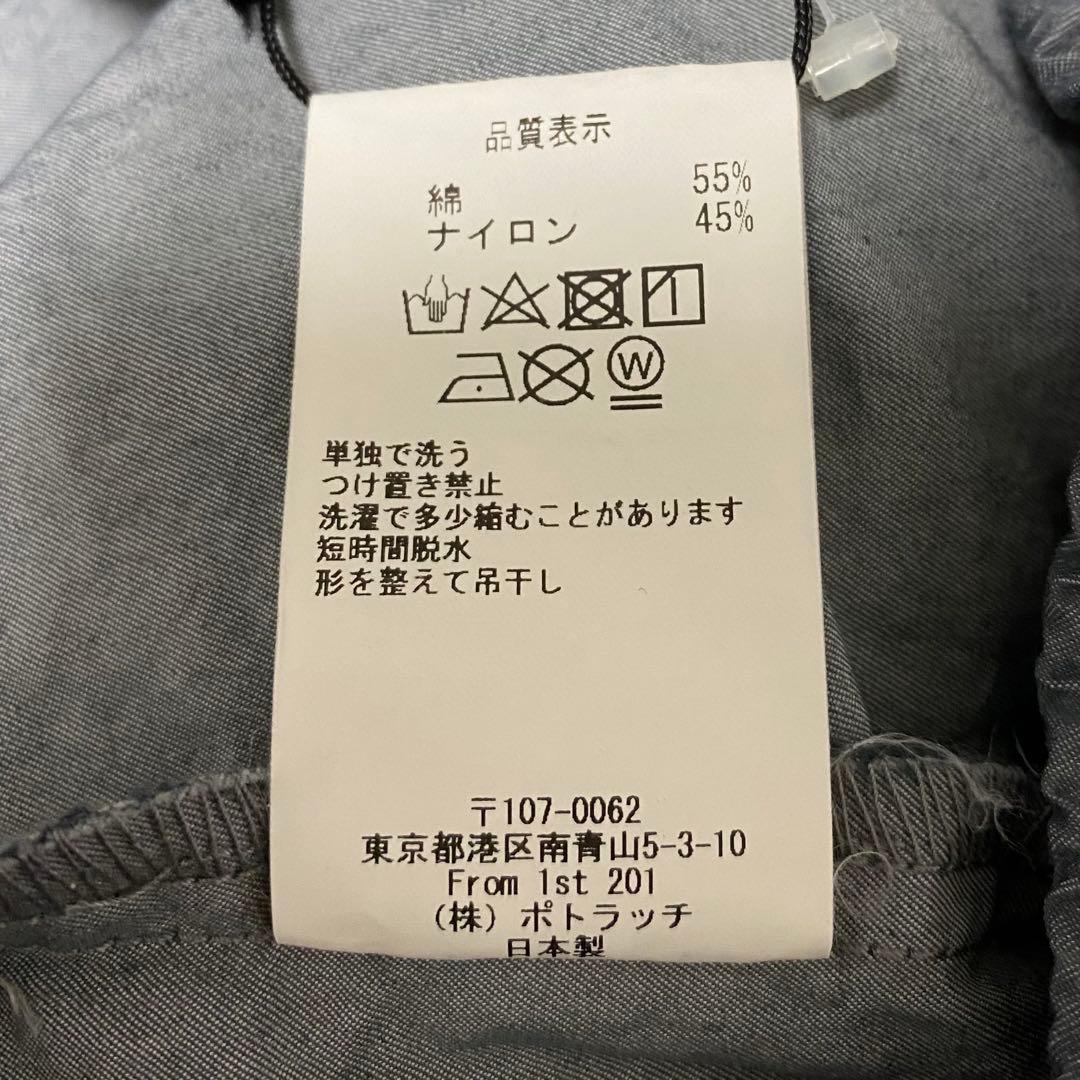 品質表示
綿 55%
ナイロン 45%
W
単独で洗う
つけ置き禁止
洗濯で多少縮むことがあります
短時間脱水
形を整えて吊干し
〒107-0062
東京都港区南青山5-3-10
From 1st 201
(株) ポトラッチ
日本製